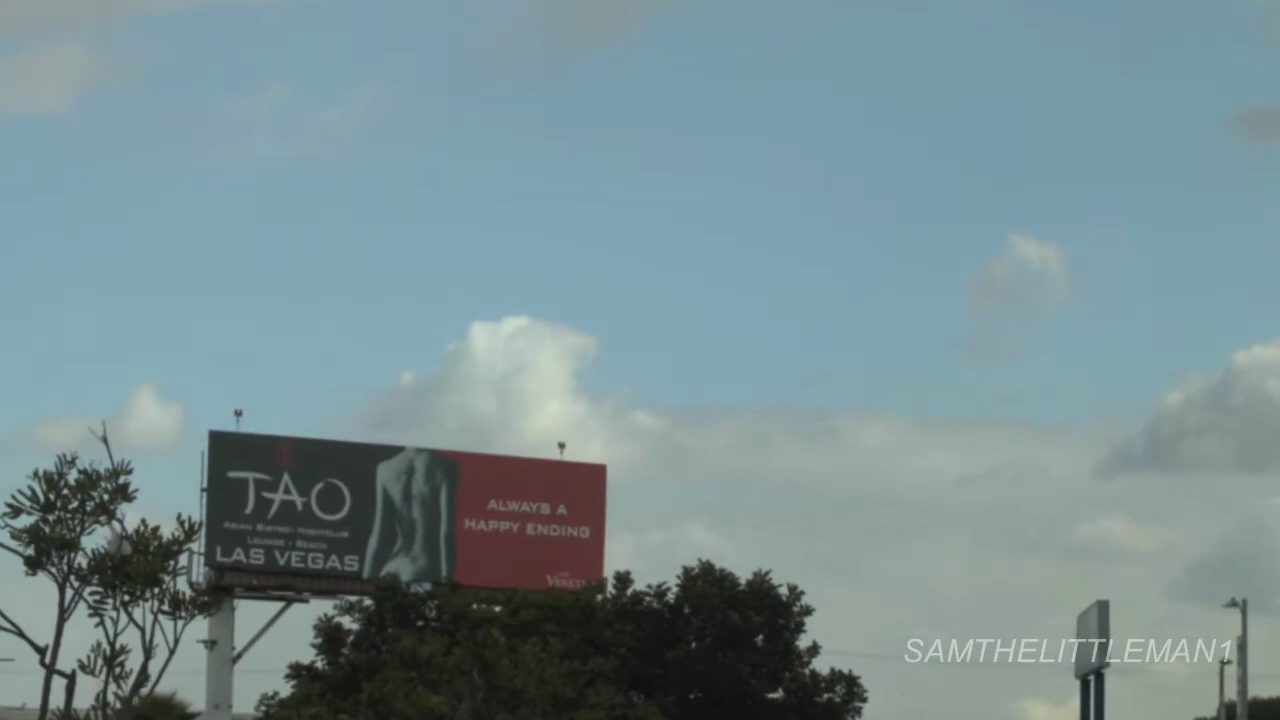 TAO
ASIAN BISTRO · NIGHTCLUB
LOUNGE · BEACH
LAS VEGAS
ALWAYS A
HAPPY ENDING
SAMTHELITTLEMAN1